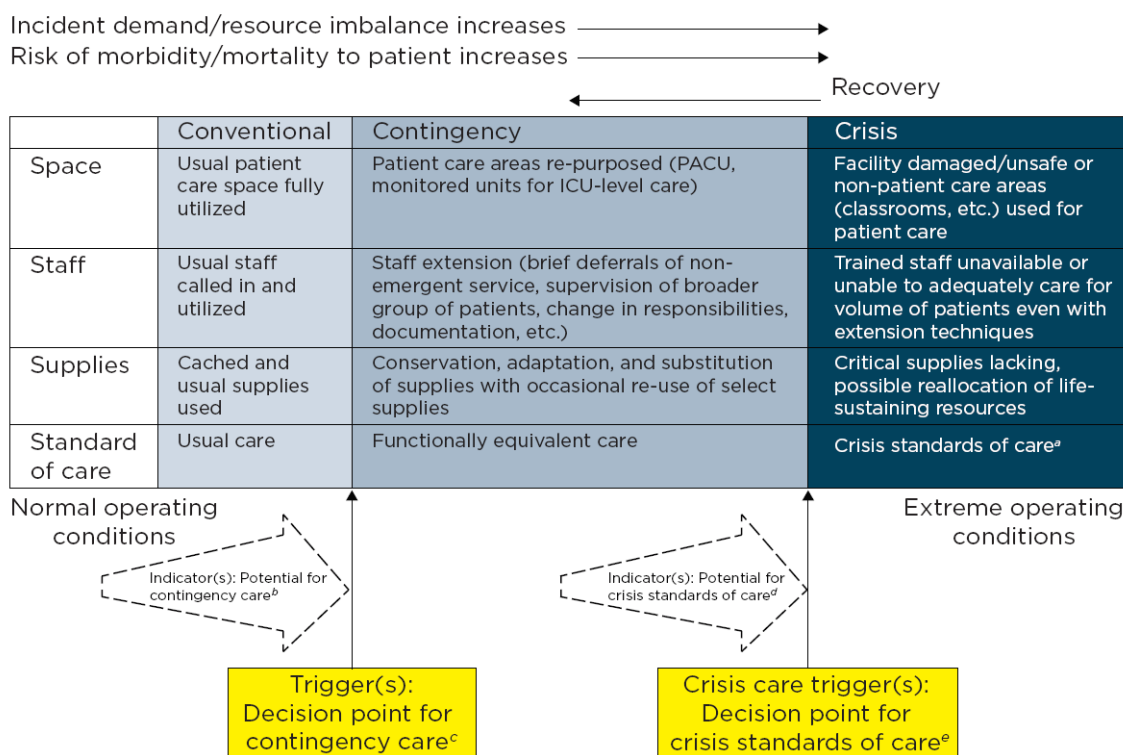 Incident demand/resource imbalance increases
Risk of morbidity/mortality to patient increases
Recovery
Conventional
Contingency
Crisis
Space
Usual patient
care space fully
utilized
Patient care areas re-purposed (PACU,
monitored units for ICU-level care)
Facility damaged/unsafe or
non-patient care areas
(classrooms, etc.) used for
patient care
Staff
Usual staff
called in and
utilized
Staff extension (brief deferrals of non-
emergent service, supervision of broader
group of patients, change in responsibilities,
documentation, etc.)
Trained staff unavailable or
unable to adequately care for
volume of patients even with
extension techniques
Supplies
Cached and
usual supplies
used
Conservation, adaptation, and substitution
of supplies with occasional re-use of select
supplies
Critical supplies lacking,
possible reallocation of life-
sustaining resources
Standard
of care
Usual care
Functionally equivalent care
Crisis standards of careᵃ
Normal operating
conditions
Extreme operating
conditions
Indicator(s): Potential for
contingency careᵇ
Indicator(s): Potential for
crisis standards of careᵈ
Trigger(s):
Decision point for
contingency careᶜ
Crisis care trigger(s):
Decision point for
crisis standards of careᵉ